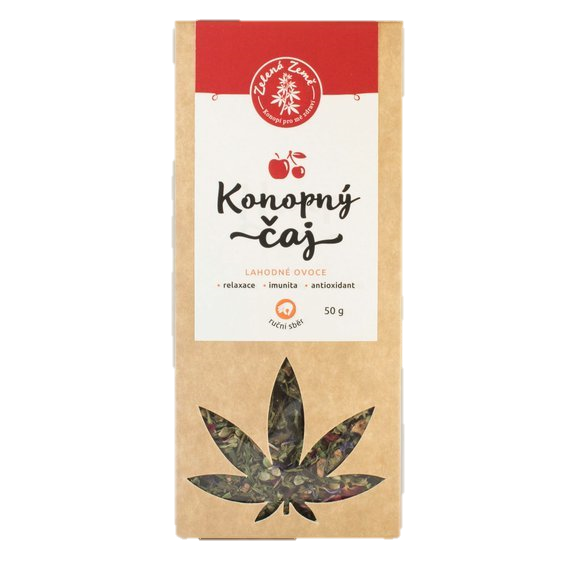 Zelená Země
Konopí pro mé zdraví
Konopný
čaj
LAHODNÉ OVOCE
• relaxace • imunita • antioxidant
ruční sběr
50 g